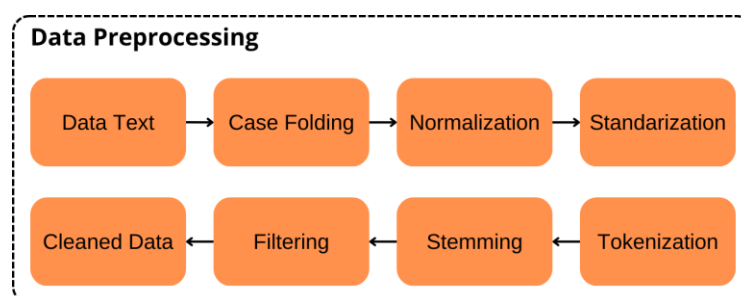 Data Preprocessing
Data Text
Case Folding
Normalization
Standarization
Cleaned Data
Filtering
Stemming
Tokenization